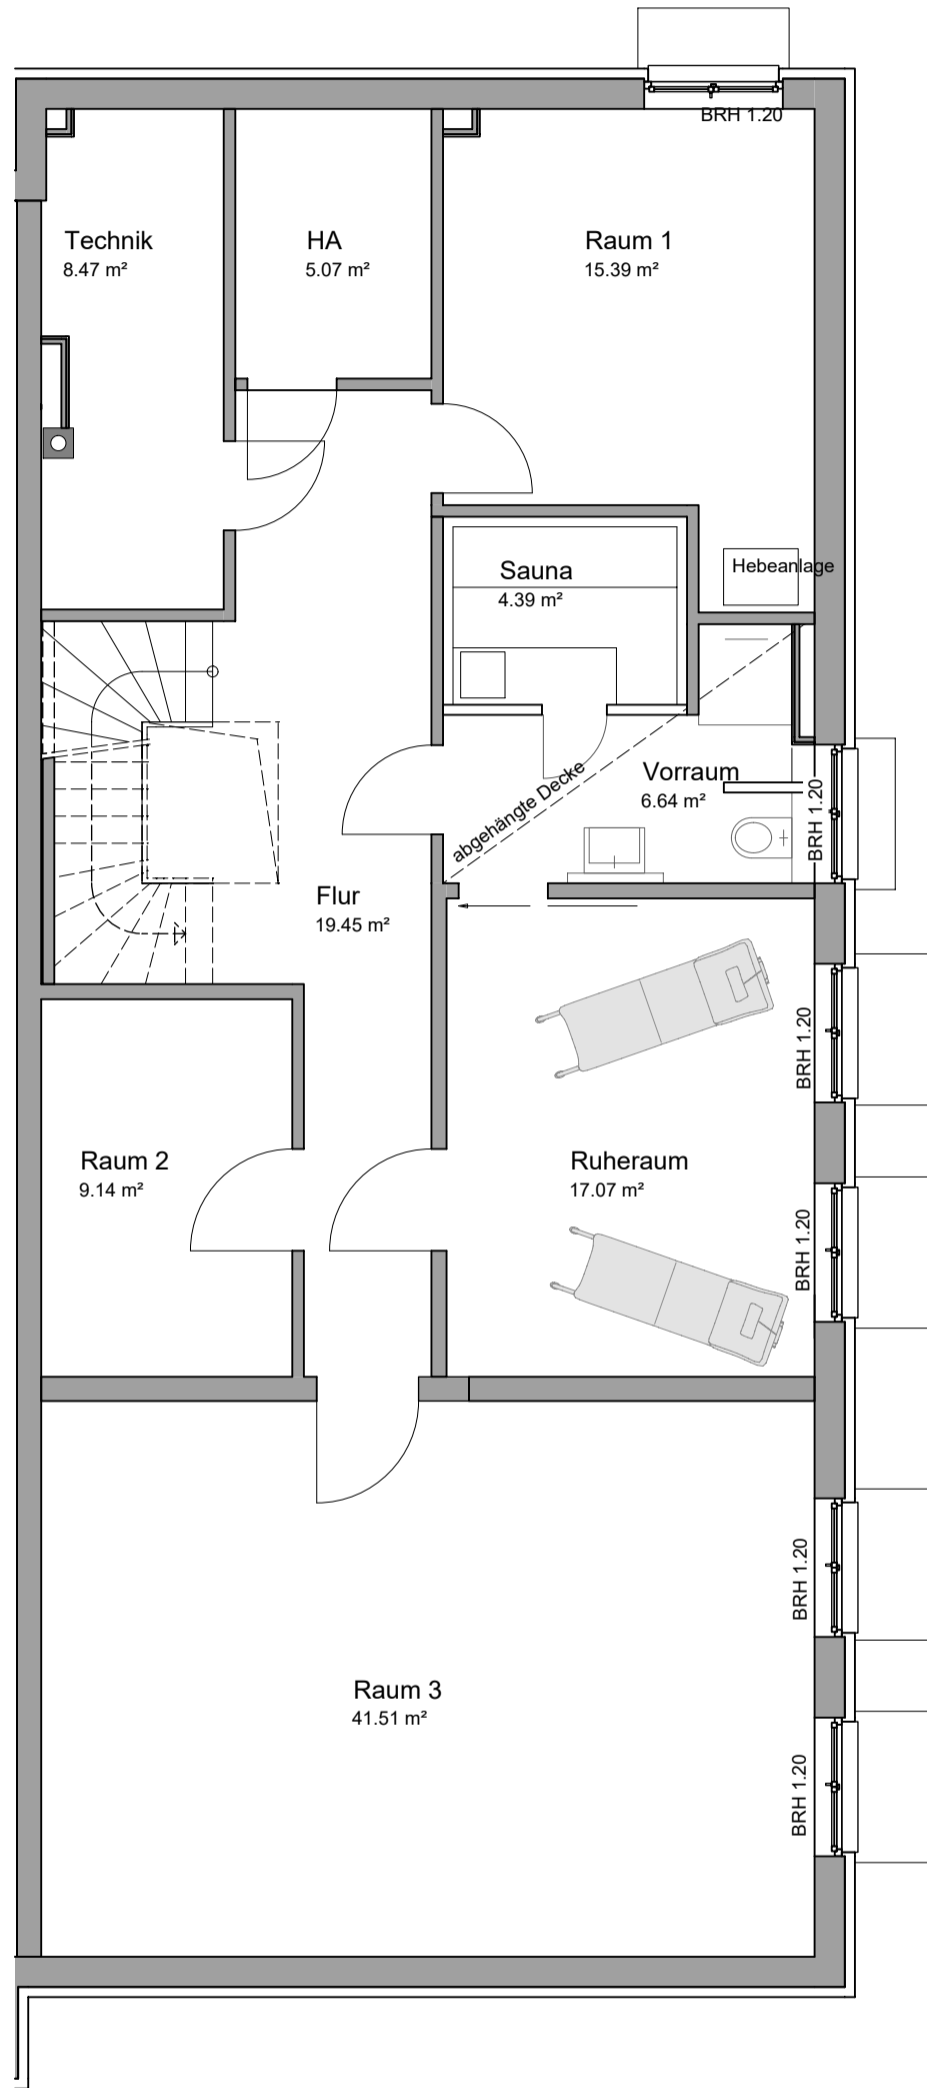 BRH 1.20
Technik
8.47 m²
HA
5.07 m²
Raum 1
15.39 m²
Sauna
4.39 m²
Hebeanlage
Vorraum
6.64 m²
abgehängte Decke
BRH 1.20
Flur
19.45 m²
BRH 1.20
Raum 2
9.14 m²
Ruheraum
17.07 m²
BRH 1.20
BRH 1.20
Raum 3
41.51 m²
BRH 1.20